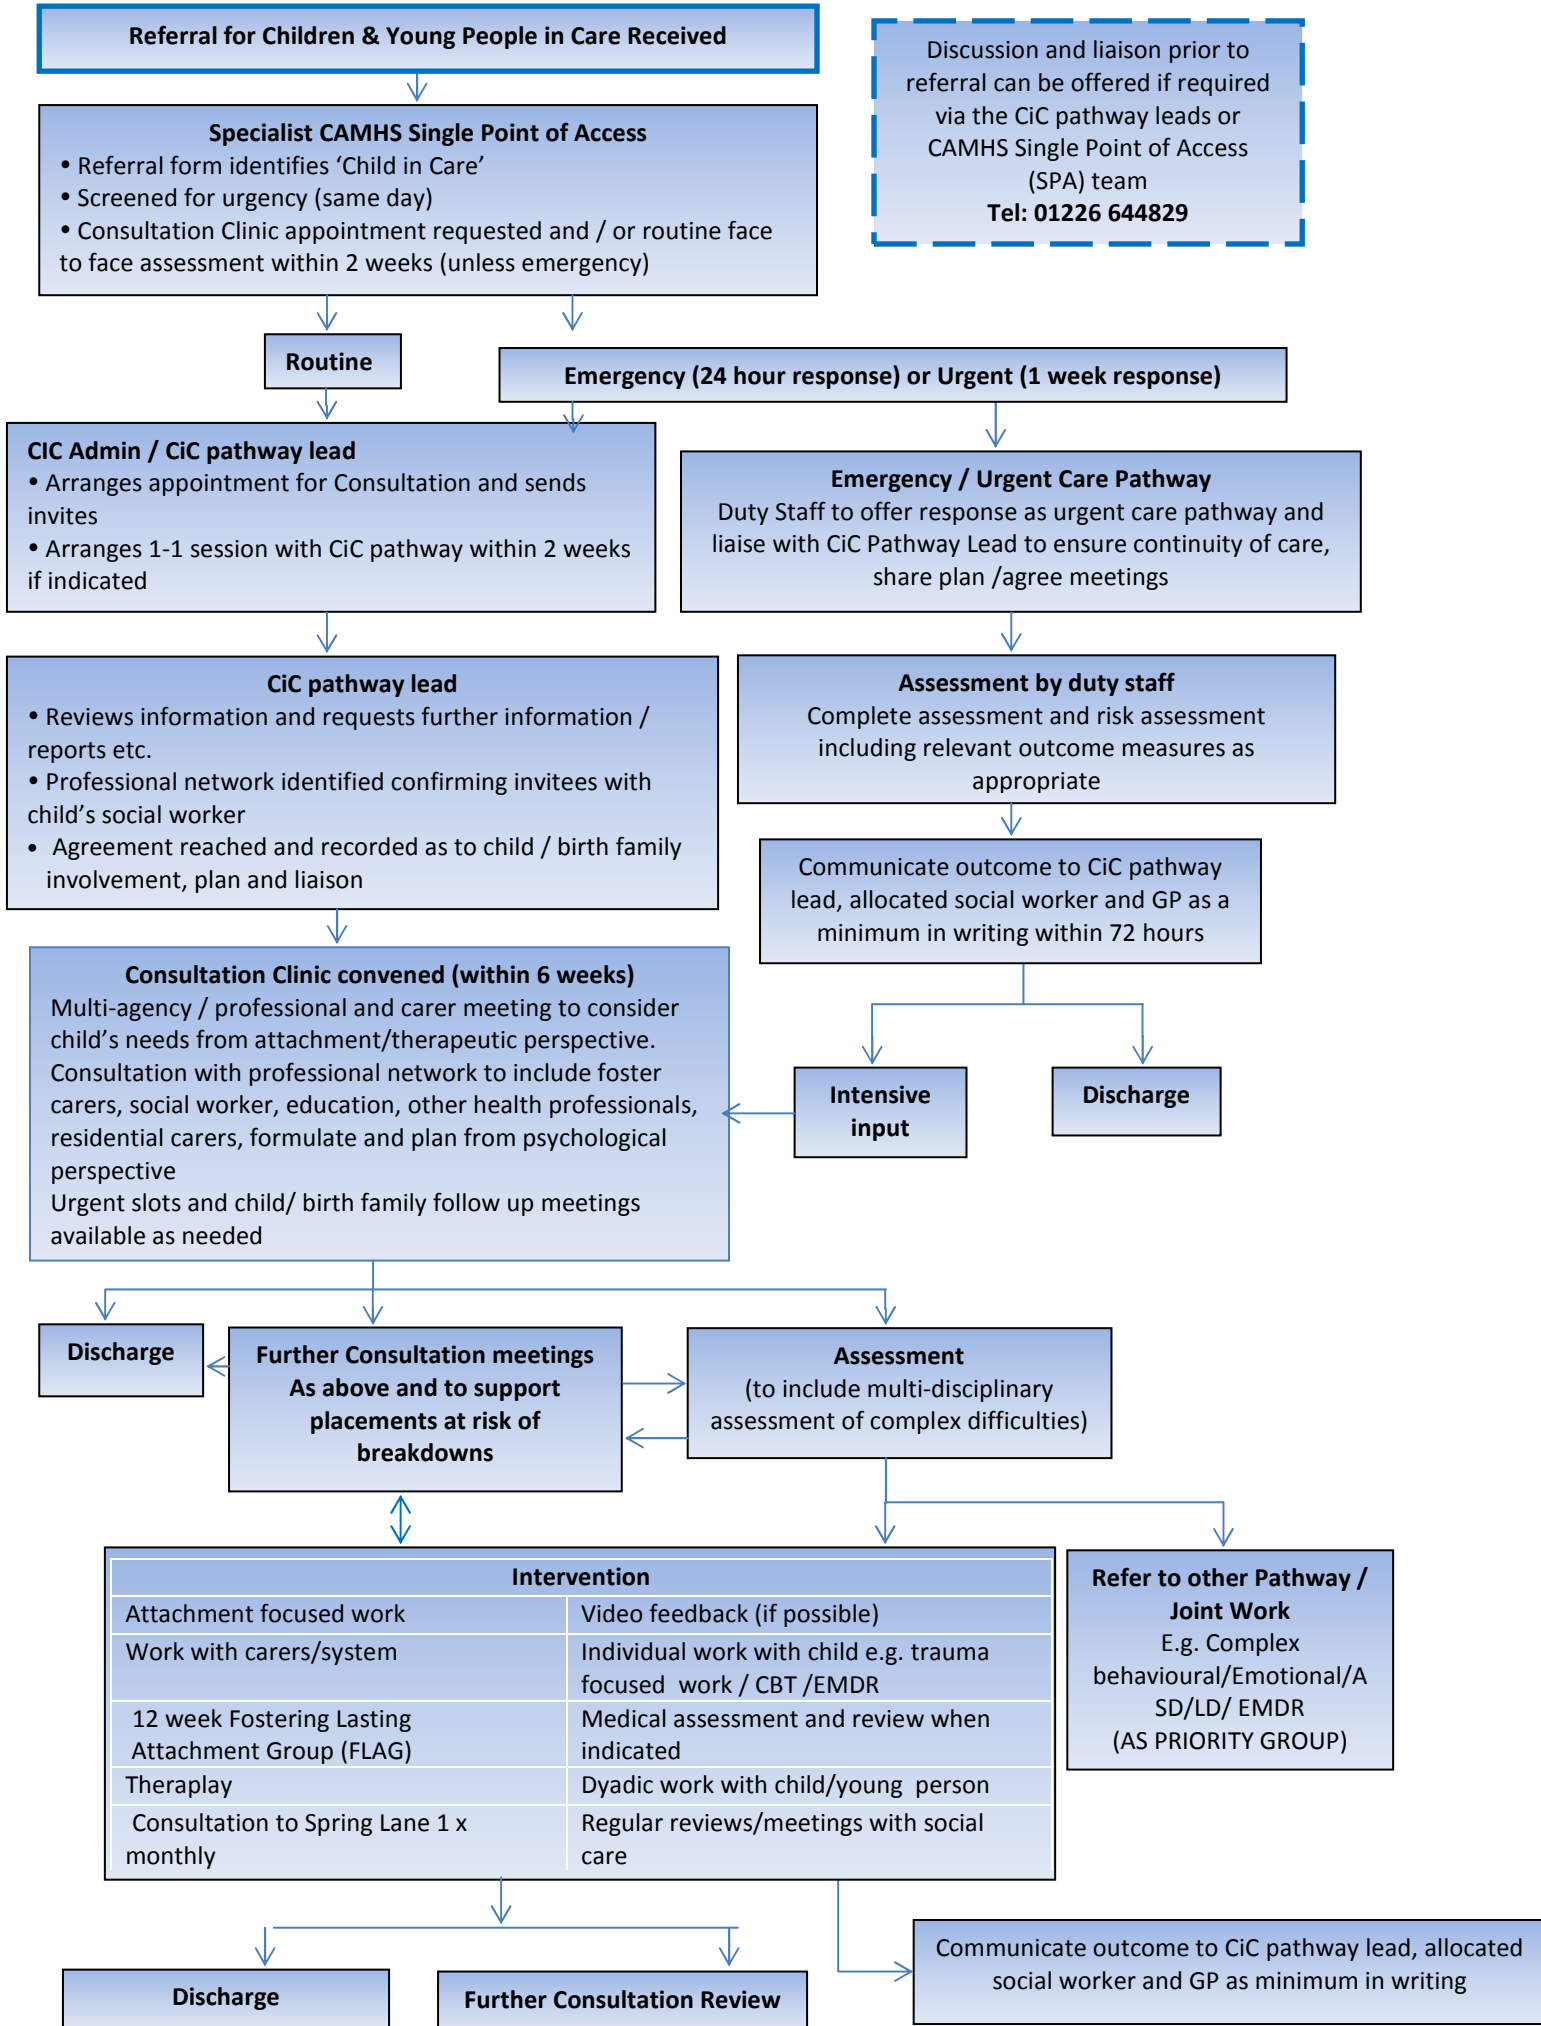 Referral for Children & Young People in Care Received
Discussion and liaison prior to
referral can be offered if required
via the CiC pathway leads or
CAMHS Single Point of Access
(SPA) team
Tel: 01226 644829
Specialist CAMHS Single Point of Access
• Referral form identifies ‘Child in Care’
• Screened for urgency (same day)
• Consultation Clinic appointment requested and / or routine face
to face assessment within 2 weeks (unless emergency)
Routine
Emergency (24 hour response) or Urgent (1 week response)
CIC Admin / CiC pathway lead
• Arranges appointment for Consultation and sends
invites
• Arranges 1-1 session with CiC pathway within 2 weeks
if indicated
Emergency / Urgent Care Pathway
Duty Staff to offer response as urgent care pathway and
liaise with CiC Pathway Lead to ensure continuity of care,
share plan /agree meetings
CiC pathway lead
• Reviews information and requests further information /
reports etc.
• Professional network identified confirming invitees with
child’s social worker
• Agreement reached and recorded as to child / birth family
involvement, plan and liaison
Assessment by duty staff
Complete assessment and risk assessment
including relevant outcome measures as
appropriate
Communicate outcome to CiC pathway
lead, allocated social worker and GP as a
minimum in writing within 72 hours
Consultation Clinic convened (within 6 weeks)
Multi-agency / professional and carer meeting to consider
child’s needs from attachment/therapeutic perspective.
Consultation with professional network to include foster
carers, social worker, education, other health professionals,
residential carers, formulate and plan from psychological
perspective
Urgent slots and child/ birth family follow up meetings
available as needed
Intensive
input
Discharge
Discharge
Further Consultation meetings
As above and to support
placements at risk of
breakdowns
Assessment
(to include multi-disciplinary
assessment of complex difficulties)
Intervention
Attachment focused work
Video feedback (if possible)
Work with carers/system
Individual work with child e.g. trauma
focused work / CBT /EMDR
12 week Fostering Lasting
Attachment Group (FLAG)
Medical assessment and review when
indicated
Theraplay
Dyadic work with child/young person
Consultation to Spring Lane 1 x
monthly
Regular reviews/meetings with social
care
Refer to other Pathway /
Joint Work
E.g. Complex
behavioural/Emotional/A
SD/LD/ EMDR
(AS PRIORITY GROUP)
Discharge
Further Consultation Review
Communicate outcome to CiC pathway lead, allocated
social worker and GP as minimum in writing